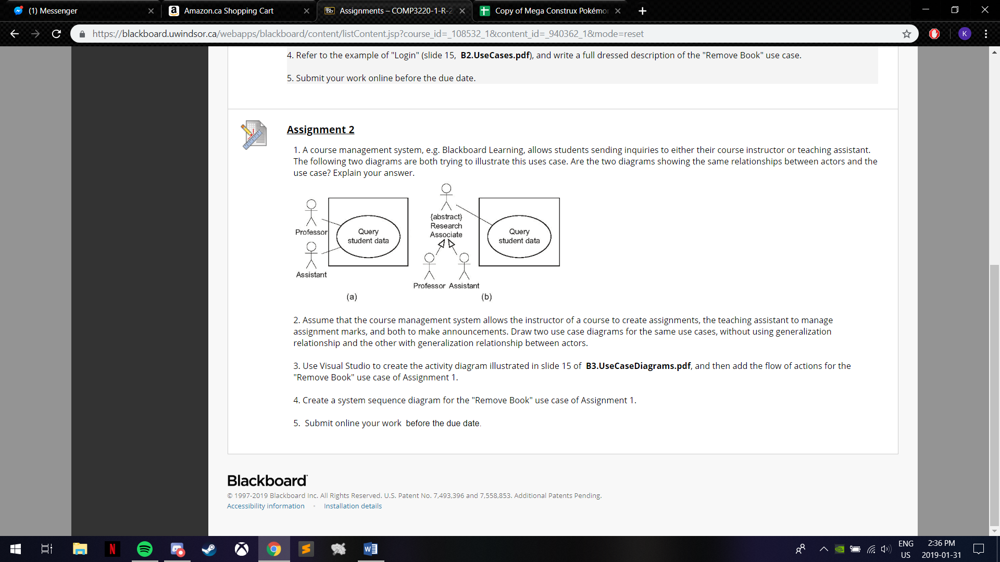 (1) Messenger
Amazon.ca Shopping Cart
Bb Assignments – COMP3220-1-R-2
Copy of Mega Construx Pokémo
https://blackboard.uwindsor.ca/webapps/blackboard/content/listContent.jsp?course_id=_108532_1&content_id=_940362_1&mode=reset
K
4. Refer to the example of "Login" (slide 15, B2.UseCases.pdf), and write a full dressed description of the "Remove Book" use case.
5. Submit your work online before the due date.
Assignment 2
1. A course management system, e.g. Blackboard Learning, allows students sending inquiries to either their course instructor or teaching assistant.
The following two diagrams are both trying to illustrate this uses case. Are the two diagrams showing the same relationships between actors and the
use case? Explain your answer.
Professor
Assistant
Query
student data
(a)
{abstract}
Research
Associate
Professor Assistant
Query
student data
(b)
2. Assume that the course management system allows the instructor of a course to create assignments, the teaching assistant to manage
assignment marks, and both to make announcements. Draw two use case diagrams for the same use cases, without using generalization
relationship and the other with generalization relationship between actors.
3. Use Visual Studio to create the activity diagram illustrated in slide 15 of B3.UseCaseDiagrams.pdf, and then add the flow of actions for the
"Remove Book" use case of Assignment 1.
4. Create a system sequence diagram for the "Remove Book" use case of Assignment 1.
5. Submit online your work before the due date.
Blackboard
© 1997-2019 Blackboard Inc. All Rights Reserved. U.S. Patent No. 7,493,396 and 7,558,853. Additional Patents Pending.
Accessibility information • Installation details
ENG
US
2:36 PM
2019-01-31